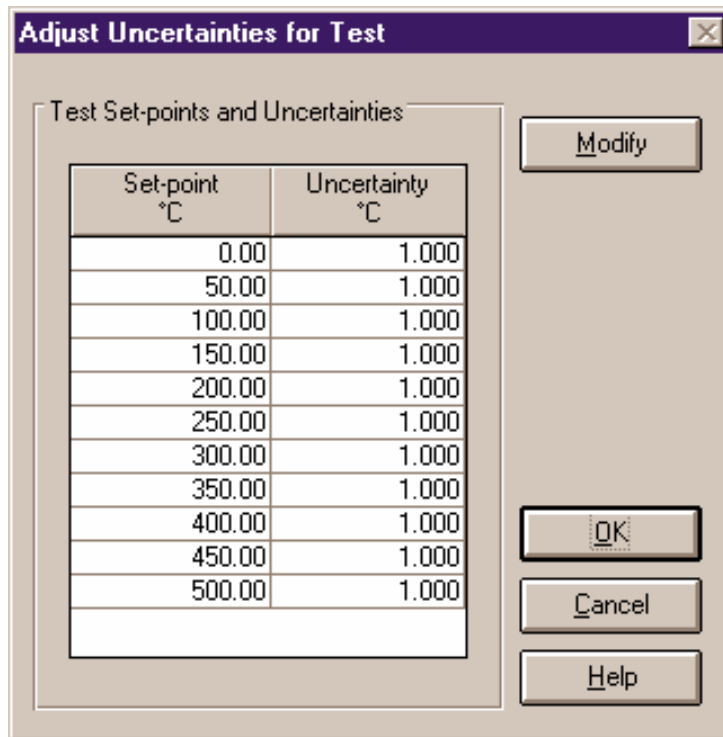 Adjust Uncertainties for Test
Test Set-points and Uncertainties
Modify
Set-point Uncertainty
°C °C
0.00 1.000
50.00 1.000
100.00 1.000
150.00 1.000
200.00 1.000
250.00 1.000
300.00 1.000
350.00 1.000
400.00 1.000
450.00 1.000
500.00 1.000
OK
Cancel
Help